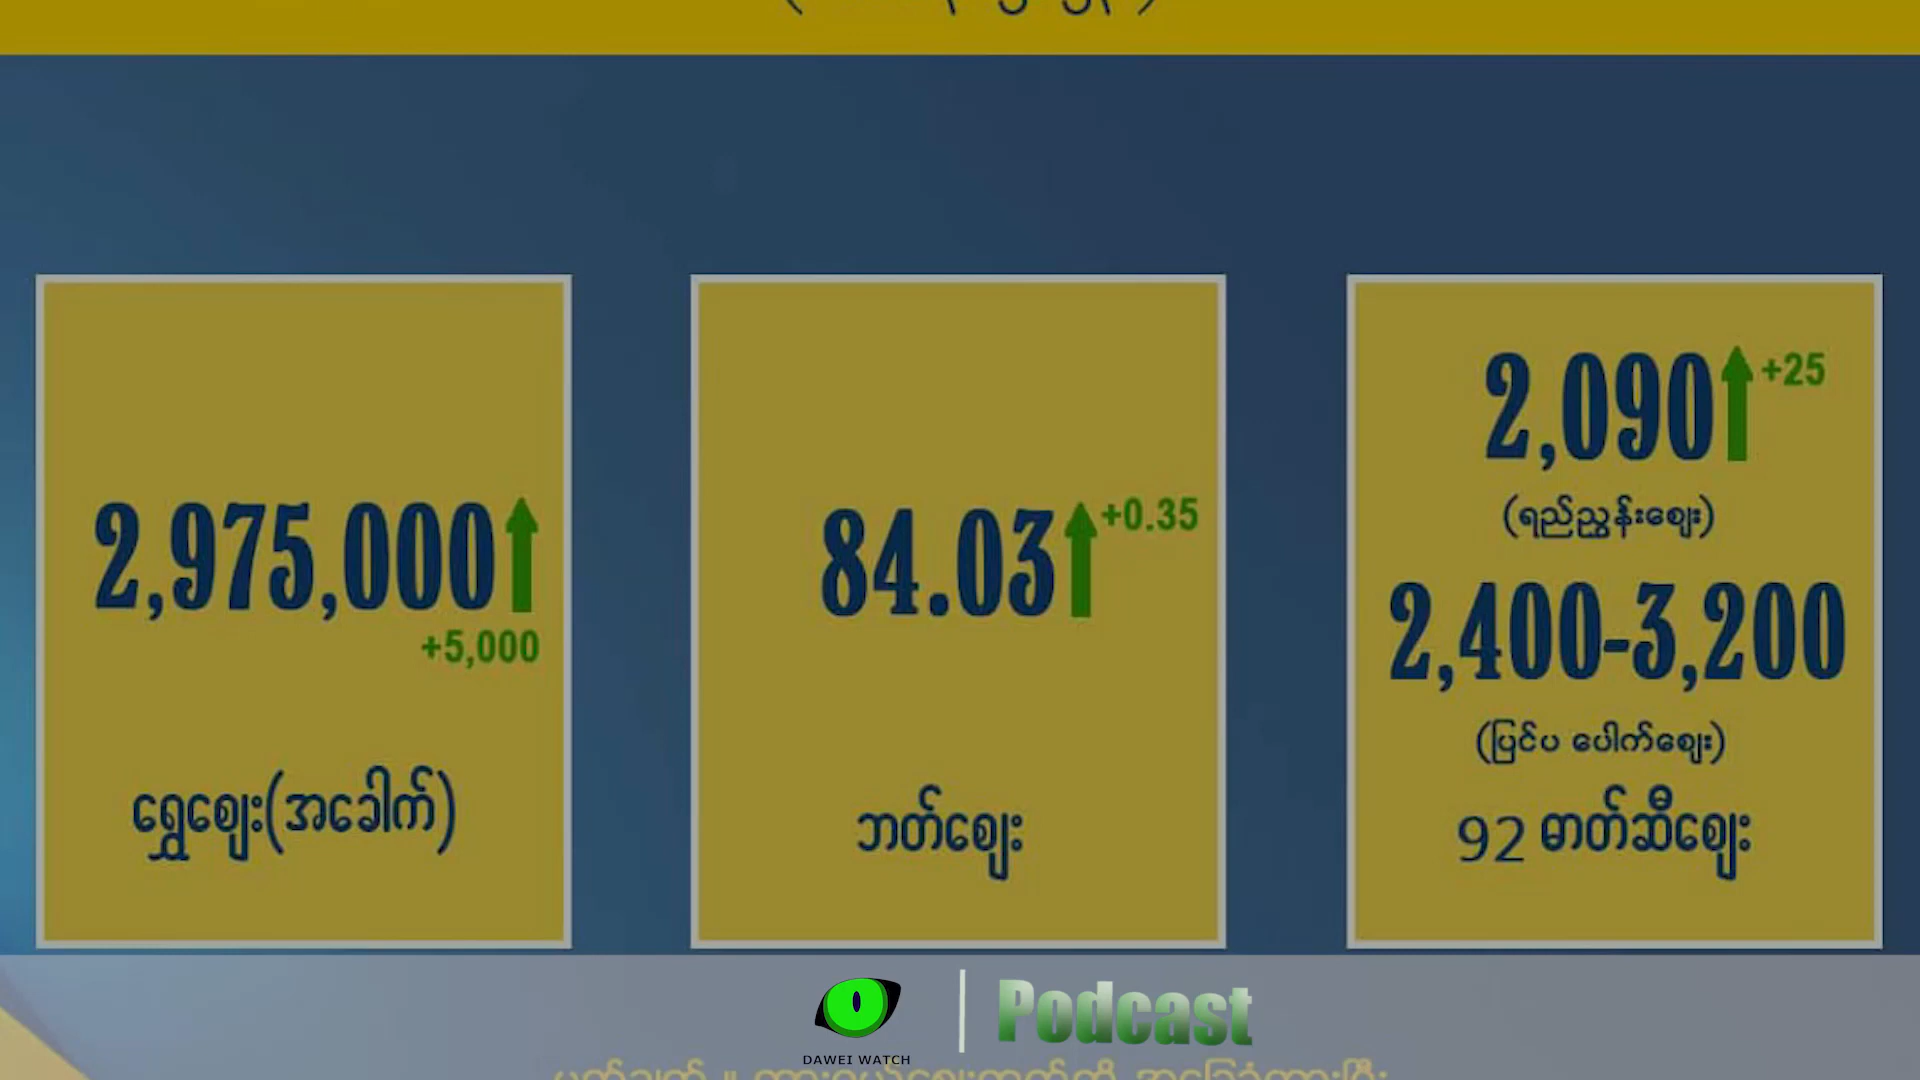 2,975,000
+5,000
ရွှေဈေး(အခေါက်)
84.03 +0.35
ဘတ်ဈေး
2,090 +25
(ရည်ညွှန်းဈေး)
2,400-3,200
(ပြင်ပ ပေါက်ဈေး)
92 ဓာတ်ဆီဈေး
DAWEI WATCH
Podcast